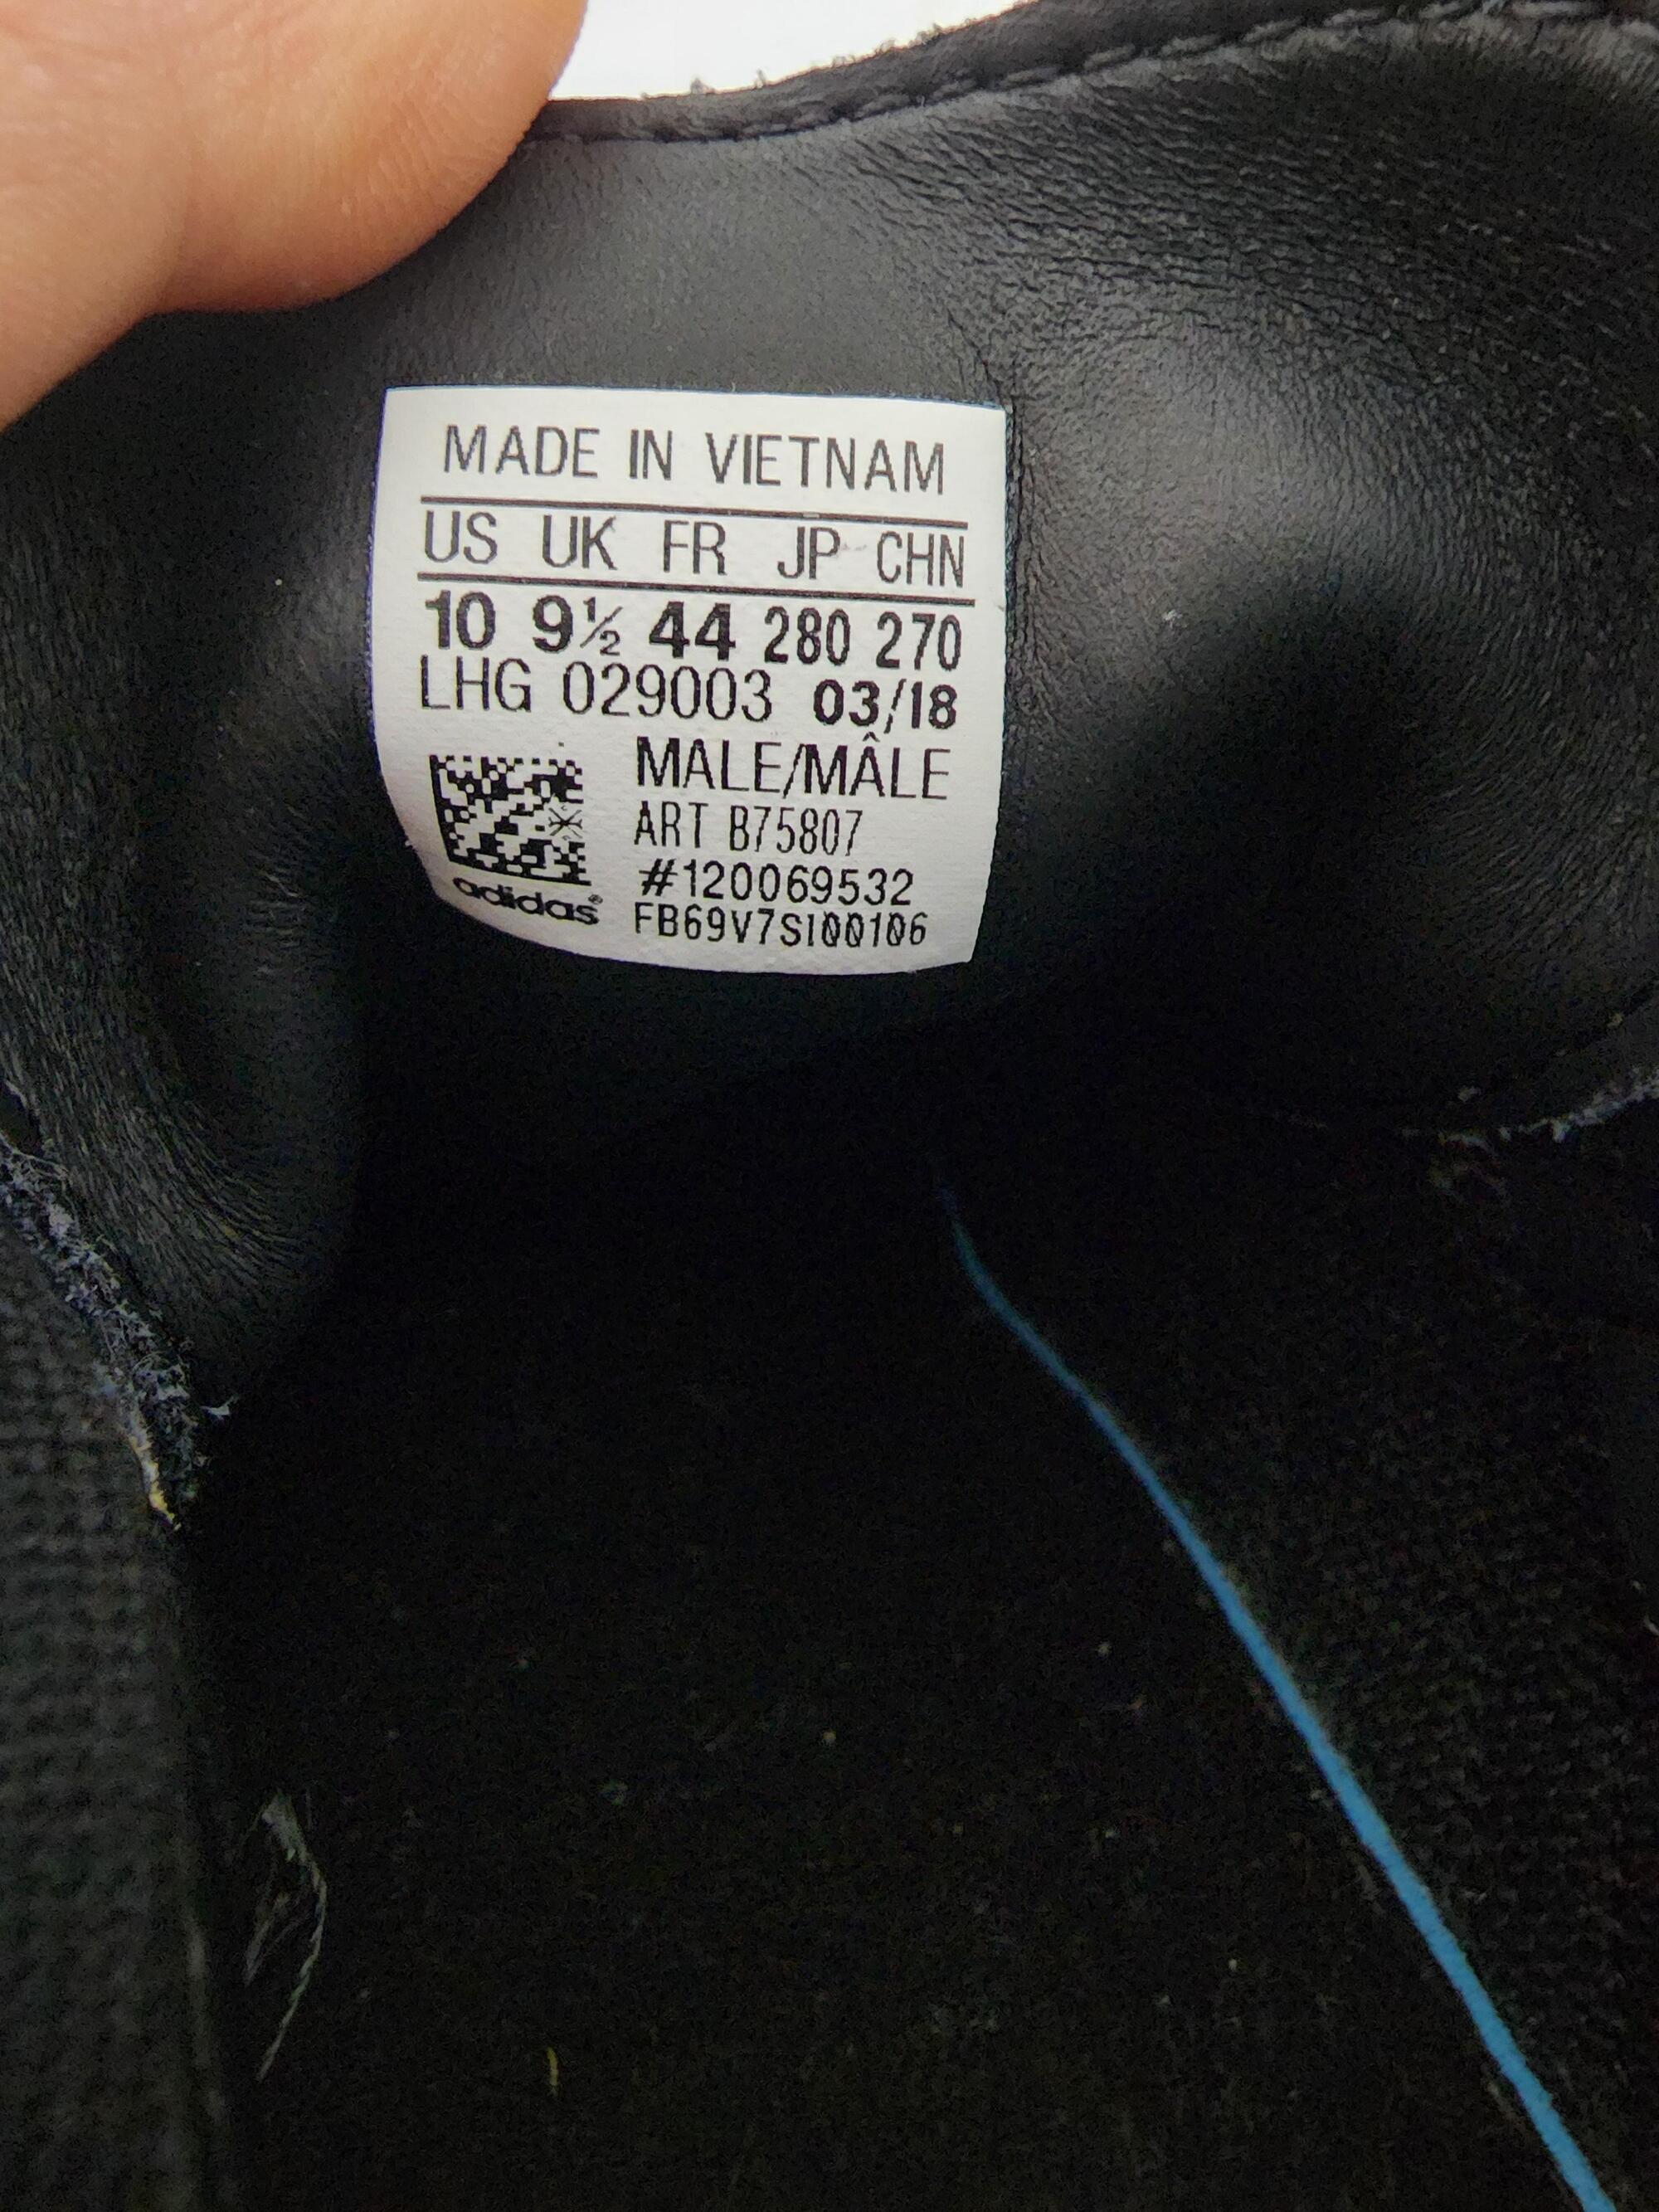 MADE IN VIETNAM
US UK FR JP CHN
10 9½ 44 280 270
LHG 029003 03/18
MALE/MÂLE
ART B75807
#120069532
adidas®
FB69V7SI00106